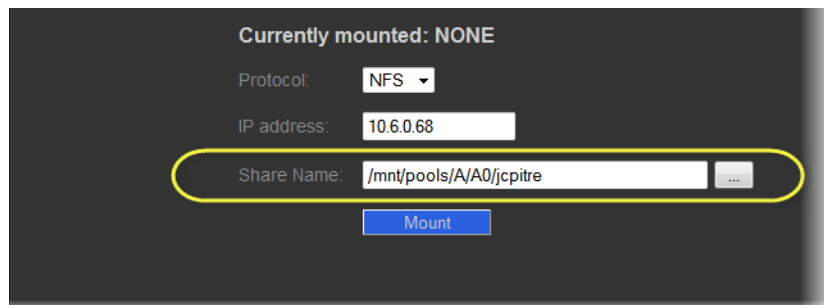 Currently mounted: NONE
Protocol: NFS
IP address: 10.6.0.68
Share Name: /mnt/pools/A/A0/jcpitre ...
Mount